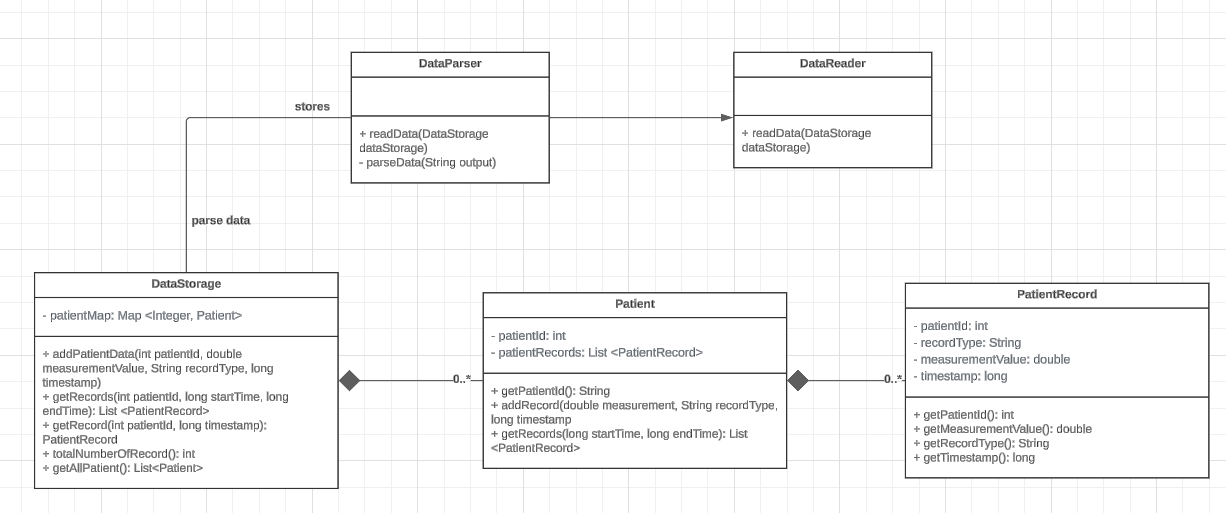 DataParser
+ readData(DataStorage
dataStorage)
- parseData(String output)
DataReader
+ readData(DataStorage
dataStorage)
stores
parse data
DataStorage
- patientMap: Map <Integer, Patient>
+ addPatientData(int patientId, double
measurementValue, String recordType, long
timestamp)
+ getRecords(int patientId, long startTime, long
endTime): List <PatientRecord>
+ getRecord(int patientId, long timestamp):
PatientRecord
+ totalNumberOfRecord(): int
+ getAllPatient(): List<Patient>
0..*
Patient
- patientId: int
- patientRecords: List <PatientRecord>
+ getPatientId(): String
+ addRecord(double measurement, String recordType,
long timestamp
+ getRecords(long startTime, long endTime): List
<PatientRecord>
0..*
PatientRecord
- patientId: int
- recordType: String
- measurementValue: double
- timestamp: long
+ getPatientId(): int
+ getMeasurementValue(): double
+ getRecordType(): String
+ getTimestamp(): long